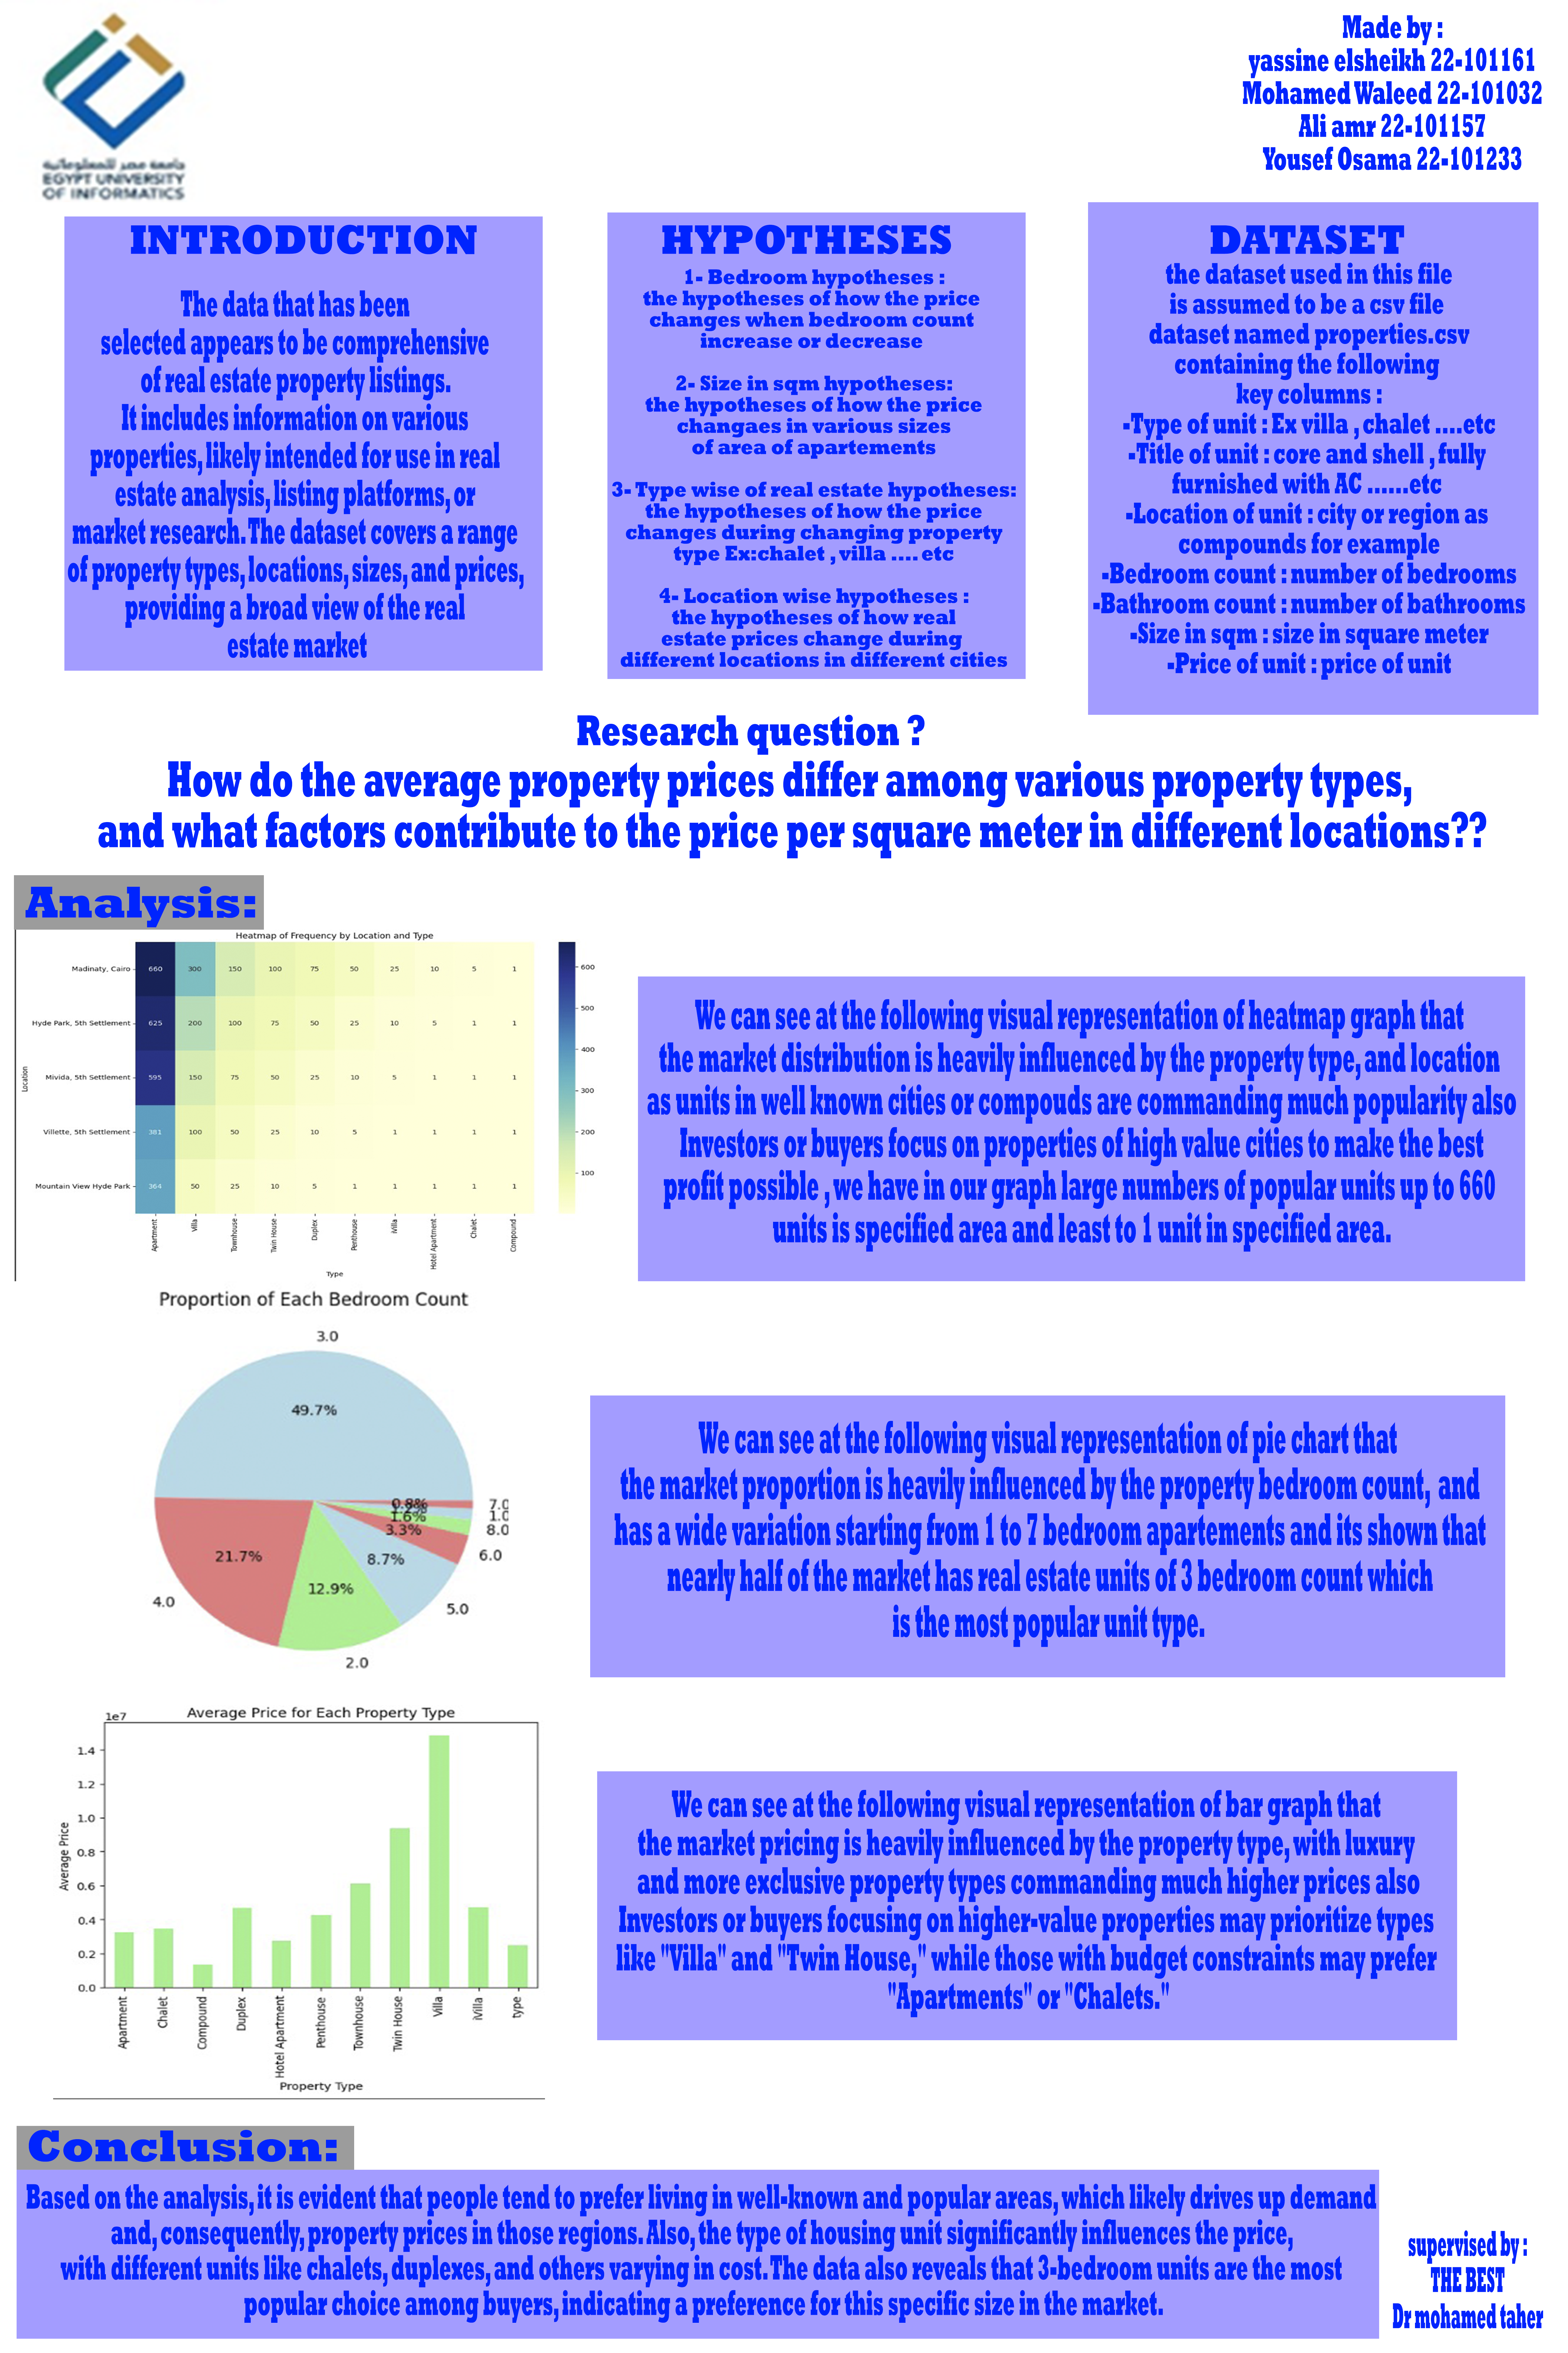 جامعة مصر للمعلوماتية
EGYPT UNIVERSITY
OF INFORMATICS
Made by :
yassine elsheikh 22-101161
Mohamed Waleed 22-101032
Ali amr 22-101157
Yousef Osama 22-101233
INTRODUCTION
The data that has been
selected appears to be comprehensive
of real estate property listings.
It includes information on various
properties, likely intended for use in real
estate analysis, listing platforms, or
market research. The dataset covers a range
of property types, locations, sizes, and prices,
providing a broad view of the real
estate market
HYPOTHESES
1- Bedroom hypotheses :
the hypotheses of how the price
changes when bedroom count
increase or decrease
2- Size in sqm hypotheses:
the hypotheses of how the price
changaes in various sizes
of area of apartements
3- Type wise of real estate hypotheses:
the hypotheses of how the price
changes during changing property
type Ex:chalet , villa .... etc
4- Location wise hypotheses :
the hypotheses of how real
estate prices change during
different locations in different cities
DATASET
the dataset used in this file
is assumed to be a csv file
dataset named properties.csv
containing the following
key columns :
-Type of unit : Ex villa , chalet ....etc
-Title of unit : core and shell , fully
furnished with AC ......etc
-Location of unit : city or region as
compounds for example
-Bedroom count : number of bedrooms
-Bathroom count : number of bathrooms
-Size in sqm : size in square meter
-Price of unit : price of unit
Research question ?
How do the average property prices differ among various property types,
and what factors contribute to the price per square meter in different locations??
Analysis:
Heatmap of Frequency by Location and Type
Location
Madinaty, Cairo 660 300 150 100 75 50 25 10 5 1
Hyde Park, 5th Settlement 625 200 100 75 50 25 10 5 1 1
Mivida, 5th Settlement 595 150 75 50 25 10 5 1 1 1
Villette, 5th Settlement 381 100 50 25 10 5 1 1 1 1
Mountain View Hyde Park 364 50 25 10 5 1 1 1 1 1
Apartment Villa Townhouse Twin House Duplex Penthouse iVilla Hotel Apartment Chalet Compound
Type
600
500
400
300
200
100
We can see at the following visual representation of heatmap graph that
the market distribution is heavily influenced by the property type, and location
as units in well known cities or compouds are commanding much popularity also
Investors or buyers focus on properties of high value cities to make the best
profit possible , we have in our graph large numbers of popular units up to 660
units is specified area and least to 1 unit in specified area.
Proportion of Each Bedroom Count
3.0
49.7%
0.8%
7.0
1.2%
1.0
1.6%
8.0
3.3%
6.0
8.7%
5.0
21.7%
4.0
12.9%
2.0
We can see at the following visual representation of pie chart that
the market proportion is heavily influenced by the property bedroom count, and
has a wide variation starting from 1 to 7 bedroom apartements and its shown that
nearly half of the market has real estate units of 3 bedroom count which
is the most popular unit type.
Average Price for Each Property Type
1e7
Average Price
1.4
1.2
1.0
0.8
0.6
0.4
0.2
0.0
Apartment Chalet Compound Duplex Hotel Apartment Penthouse Townhouse Twin House Villa iVilla type
Property Type
We can see at the following visual representation of bar graph that
the market pricing is heavily influenced by the property type, with luxury
and more exclusive property types commanding much higher prices also
Investors or buyers focusing on higher-value properties may prioritize types
like "Villa" and "Twin House," while those with budget constraints may prefer
"Apartments" or "Chalets."
Conclusion:
Based on the analysis, it is evident that people tend to prefer living in well-known and popular areas, which likely drives up demand
and, consequently, property prices in those regions. Also, the type of housing unit significantly influences the price,
with different units like chalets, duplexes, and others varying in cost. The data also reveals that 3-bedroom units are the most
popular choice among buyers, indicating a preference for this specific size in the market.
supervised by :
THE BEST
Dr mohamed taher